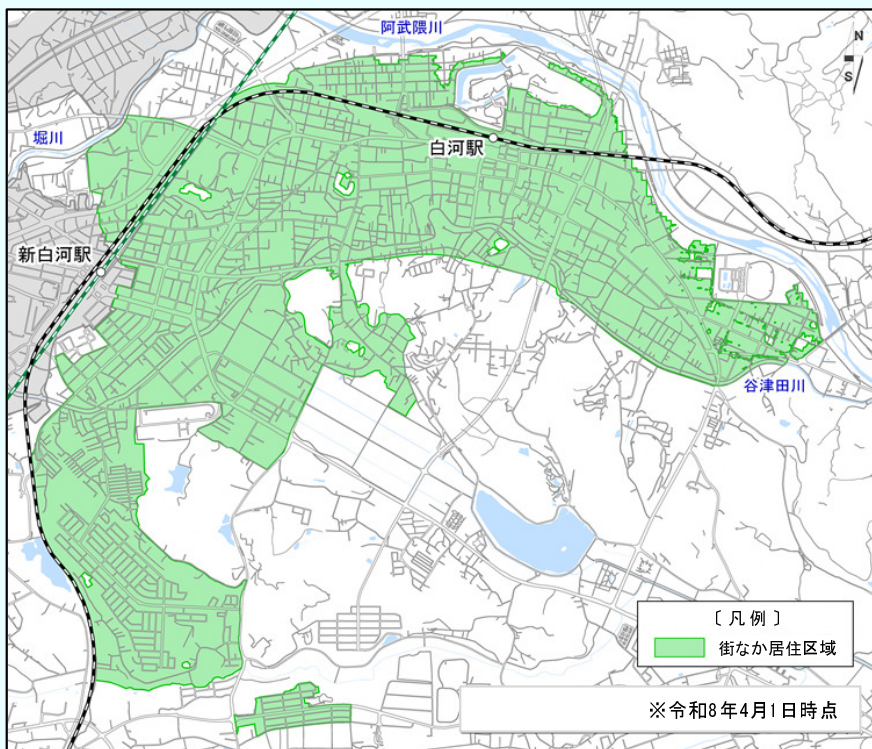 阿武隈川
N
S
堀川
白河駅
新白河駅
谷津田川
〔凡例〕
街なか居住区域
※令和8年4月1日時点